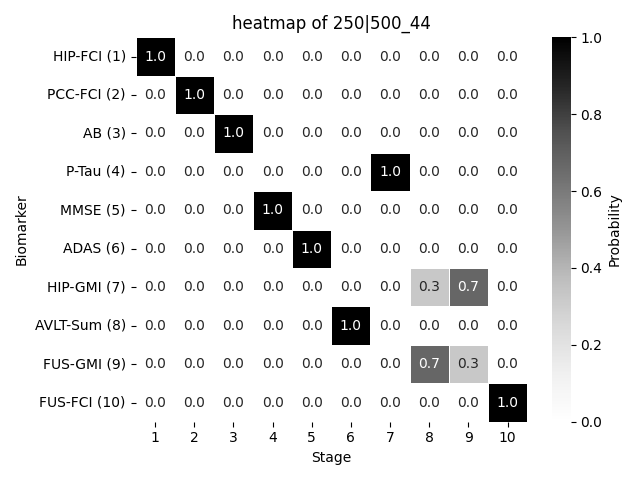 heatmap of 250|500_44
HIP-FCI (1) 1.0 0.0 0.0 0.0 0.0 0.0 0.0 0.0 0.0 0.0
PCC-FCI (2) 0.0 1.0 0.0 0.0 0.0 0.0 0.0 0.0 0.0 0.0
AB (3) 0.0 0.0 1.0 0.0 0.0 0.0 0.0 0.0 0.0 0.0
P-Tau (4) 0.0 0.0 0.0 0.0 0.0 0.0 1.0 0.0 0.0 0.0
MMSE (5) 0.0 0.0 0.0 1.0 0.0 0.0 0.0 0.0 0.0 0.0
ADAS (6) 0.0 0.0 0.0 0.0 1.0 0.0 0.0 0.0 0.0 0.0
HIP-GMI (7) 0.0 0.0 0.0 0.0 0.0 0.0 0.0 0.3 0.7 0.0
AVLT-Sum (8) 0.0 0.0 0.0 0.0 0.0 1.0 0.0 0.0 0.0 0.0
FUS-GMI (9) 0.0 0.0 0.0 0.0 0.0 0.0 0.0 0.7 0.3 0.0
FUS-FCI (10) 0.0 0.0 0.0 0.0 0.0 0.0 0.0 0.0 0.0 1.0
1 2 3 4 5 6 7 8 9 10
Stage
Biomarker
1.0
0.8
0.6
0.4
0.2
0.0
Probability